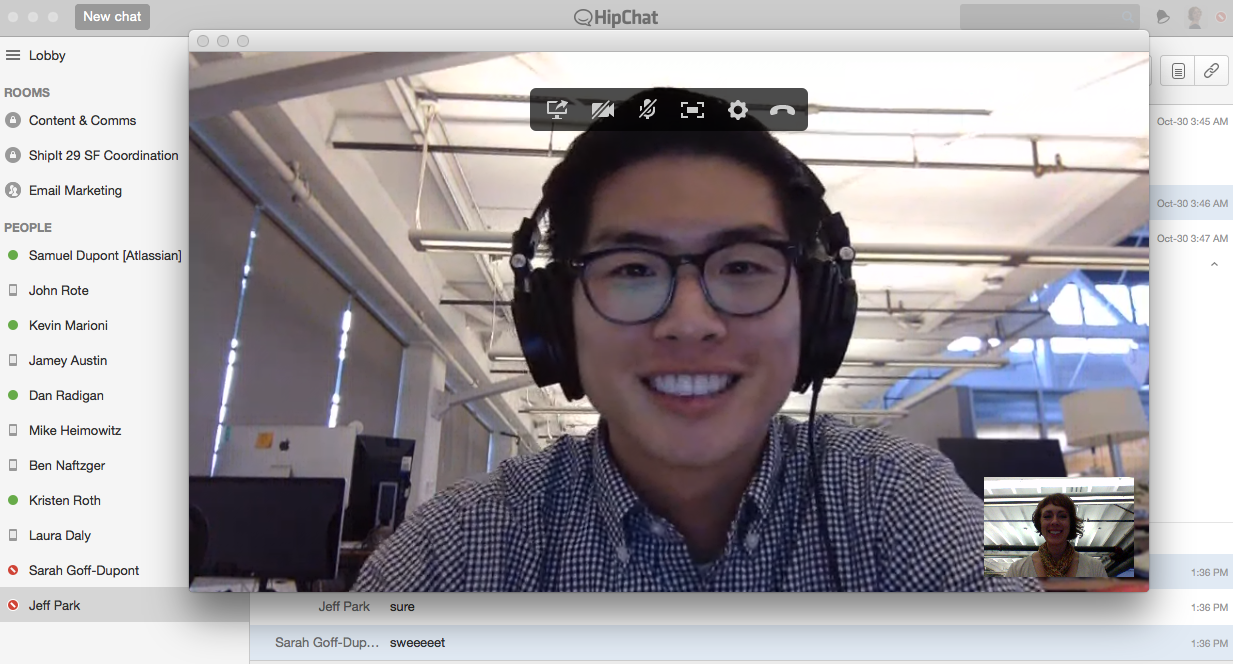 New chat
HipChat
Lobby
ROOMS
Content & Comms
ShipIt 29 SF Coordination
Email Marketing
PEOPLE
Samuel Dupont [Atlassian]
John Rote
Kevin Marioni
Jamey Austin
Dan Radigan
Mike Heimowitz
Ben Naftzger
Kristen Roth
Laura Daly
Sarah Goff-Dupont
Jeff Park
Oct-30 3:45 AM
Oct-30 3:46 AM
Oct-30 3:47 AM
1:36 PM
Jeff Park sure 1:36 PM
Sarah Goff-Dup... sweeeeet 1:36 PM